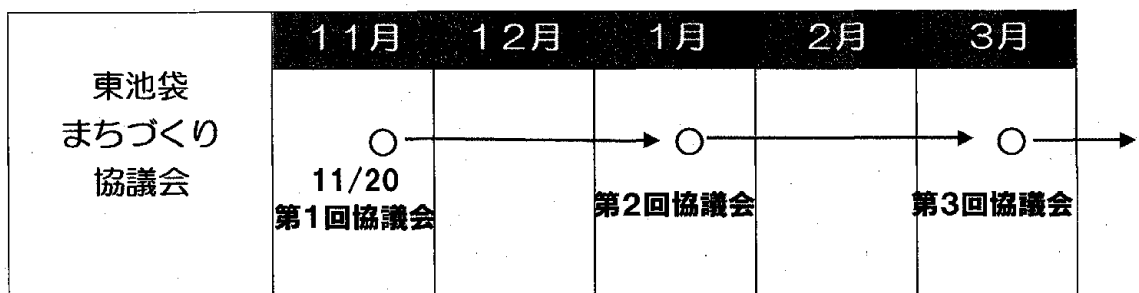 11月 12月 1月 2月 3月
東池袋
まちづくり
協議会
11/20
第1回協議会
第2回協議会
第3回協議会